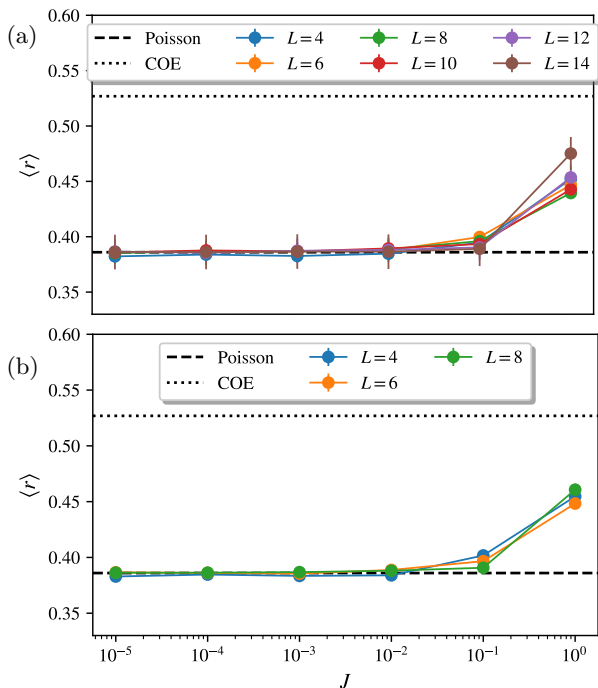 (a)
0.60
Poisson
L = 4
L = 8
L = 12
COE
L = 6
L = 10
L = 14
0.55
0.50
⟨r⟩
0.45
0.40
0.35
(b)
0.60
Poisson
L = 4
L = 8
COE
L = 6
0.55
0.50
⟨r⟩
0.45
0.40
0.35
10⁻⁵
10⁻⁴
10⁻³
10⁻²
10⁻¹
10⁰
J